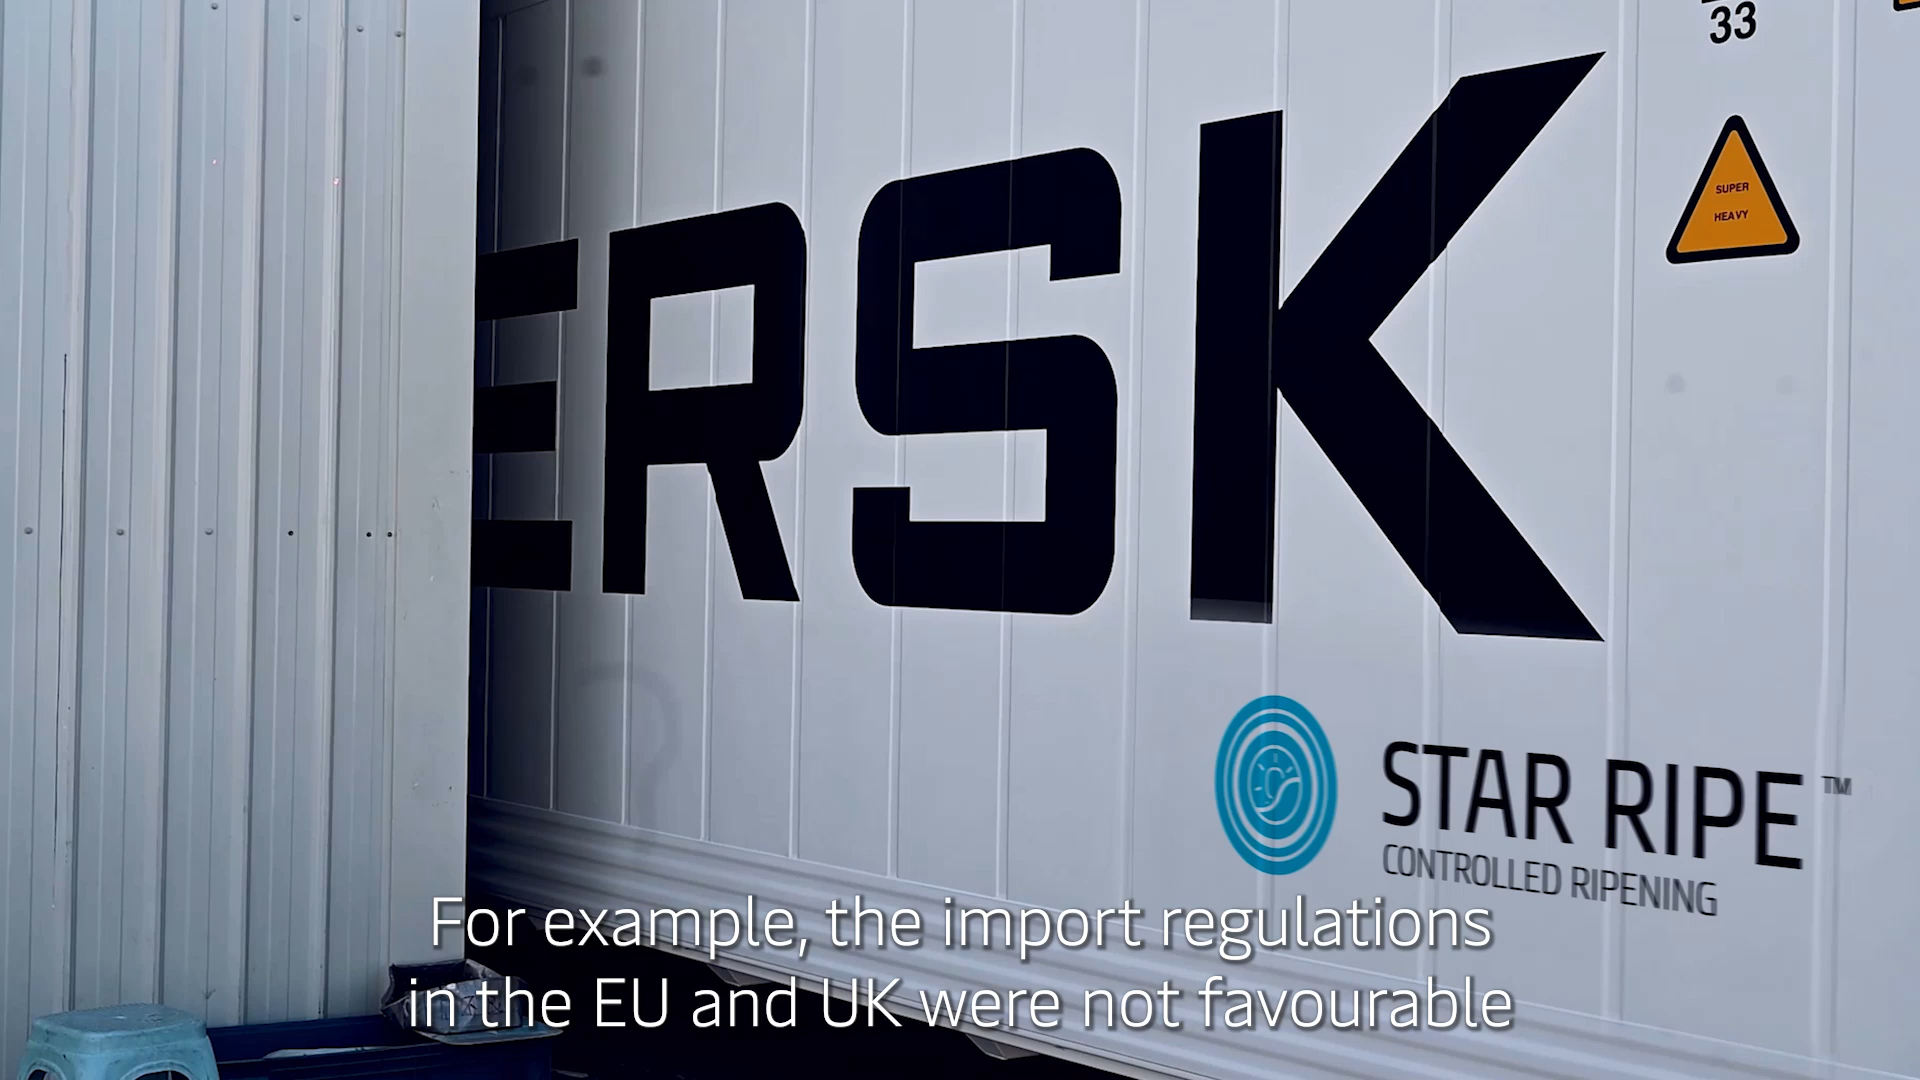 33
ERSK
SUPER
HEAVY
STAR RIPE™
CONTROLLED RIPENING
For example, the import regulations
in the EU and UK were not favourable